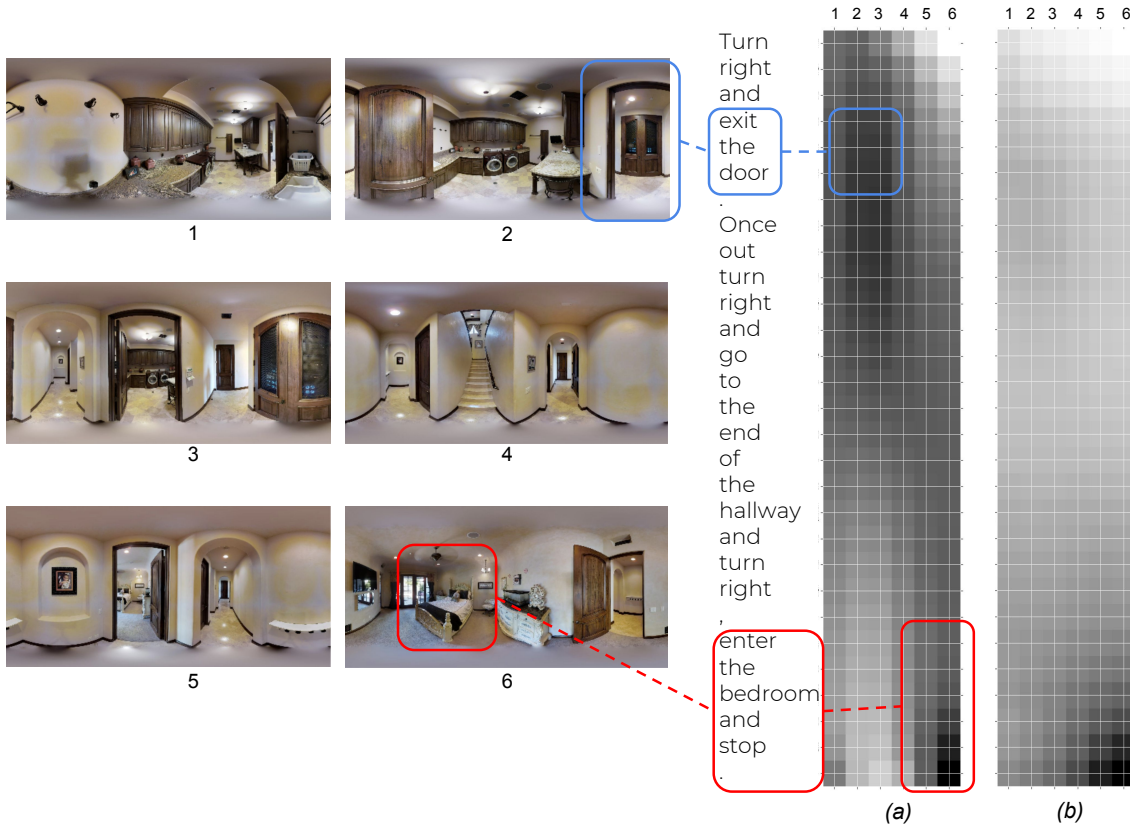 1 2 3 4 5 6
1 2 3 4 5 6
Turn
right
and
exit
the
door
.
Once
out
turn
right
and
go
to
the
end
of
the
hallway
and
turn
right
,
enter
the
bedroom
and
stop
.
1
2
3
4
5
6
(a)
(b)